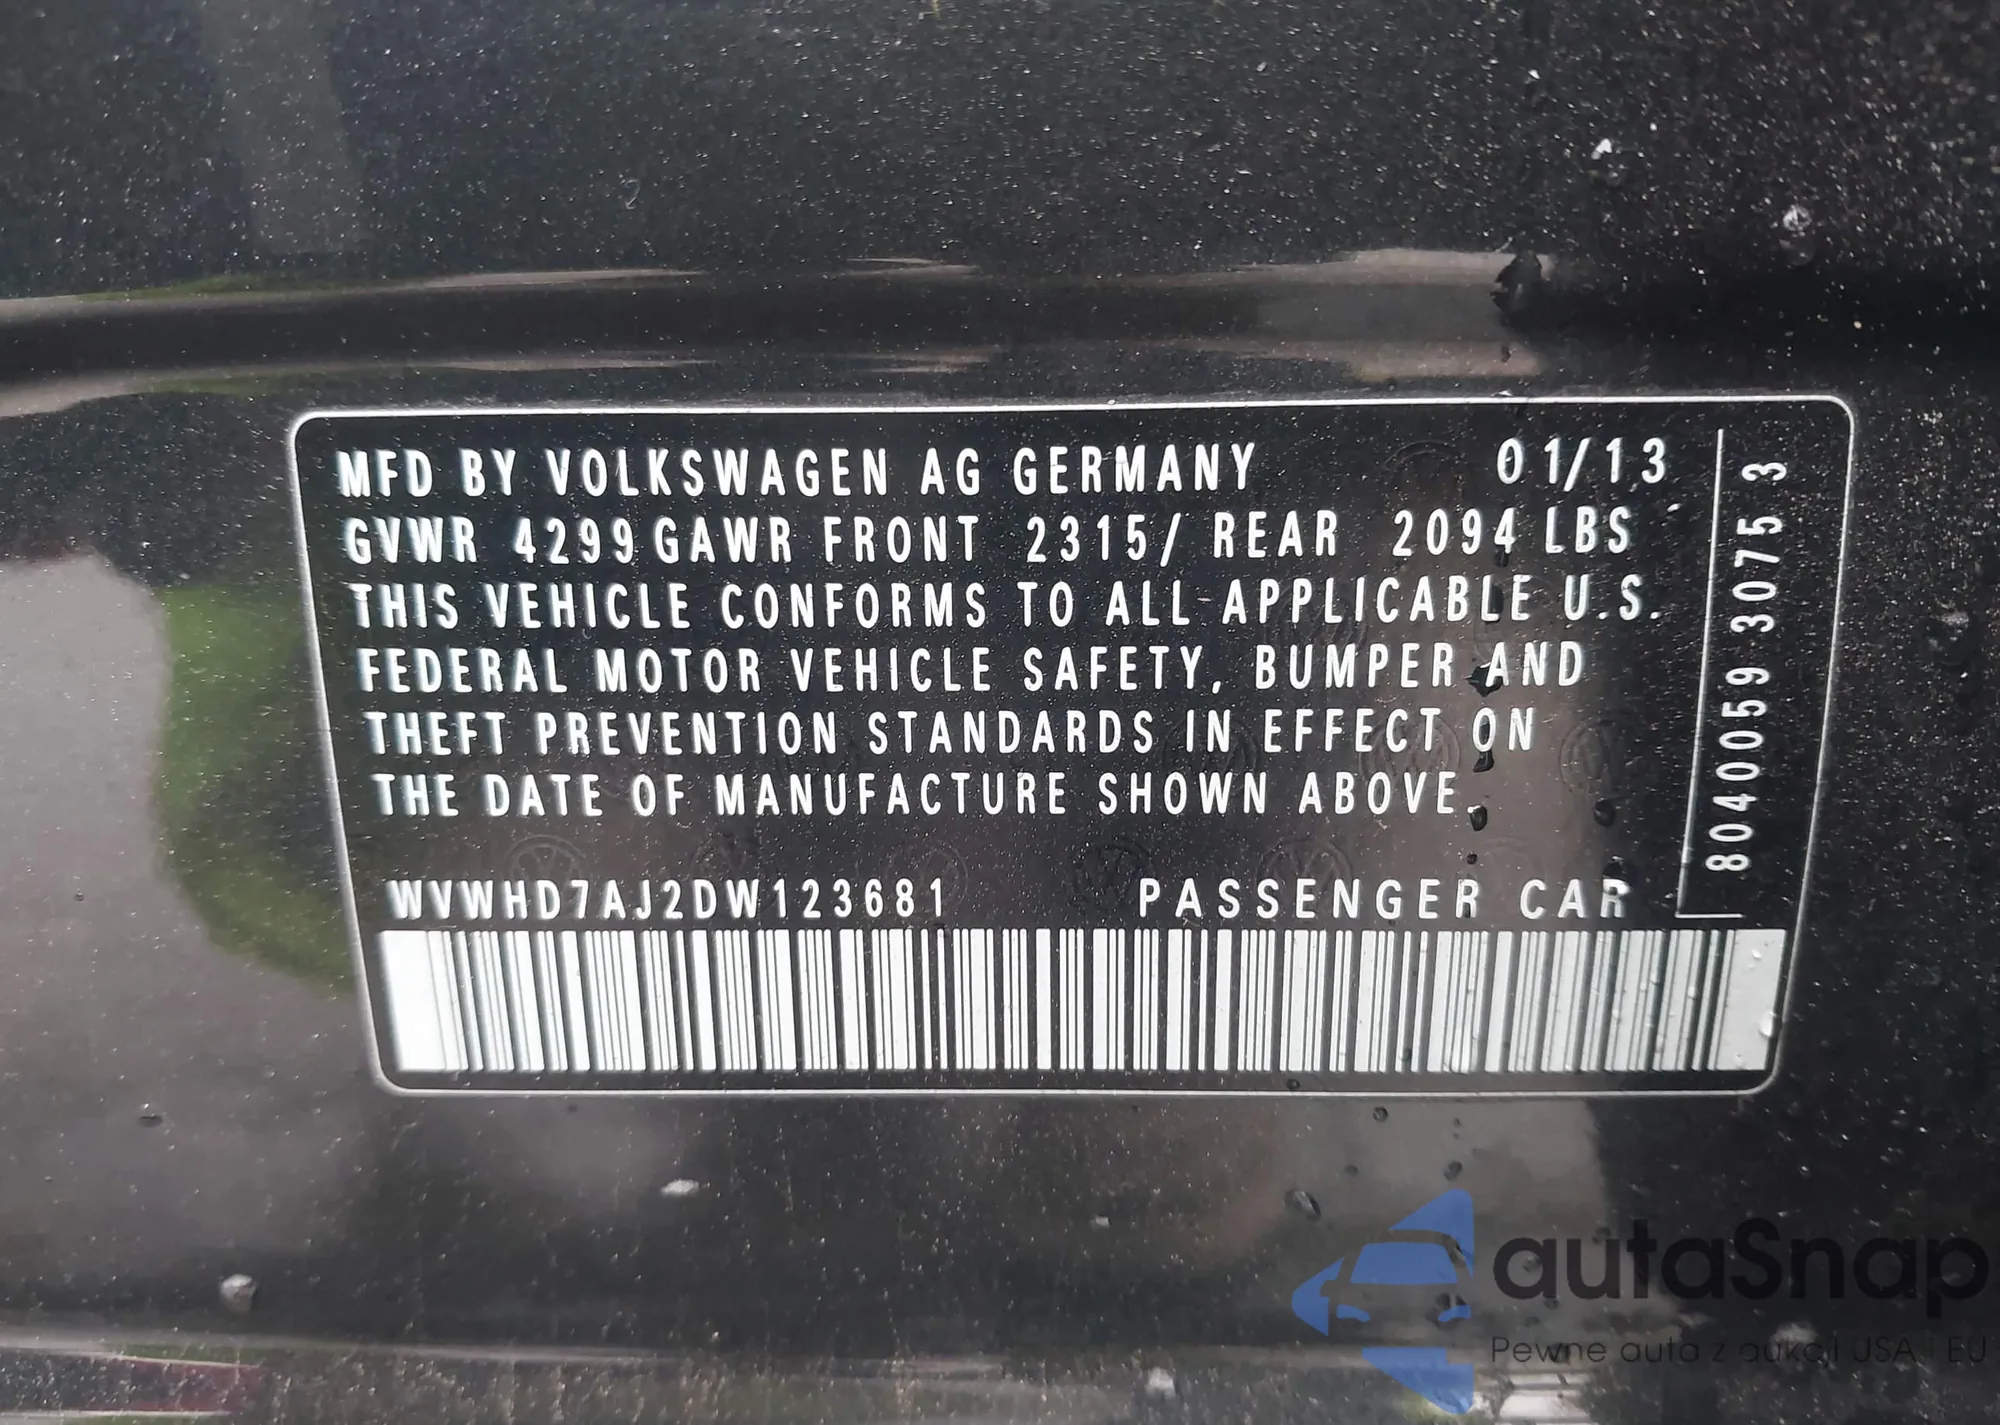 MFD BY VOLKSWAGEN AG GERMANY 01/13
GVWR 4299 GAWR FRONT 2315/ REAR 2094 LBS
THIS VEHICLE CONFORMS TO ALL APPLICABLE U.S.
FEDERAL MOTOR VEHICLE SAFETY, BUMPER AND
THEFT PREVENTION STANDARDS IN EFFECT ON
THE DATE OF MANUFACTURE SHOWN ABOVE.
WVWHD7AJ2DW123681 PASSENGER CAR
8040059 3075 3
autaSnap
Pewne auta z aukcji USA i EU